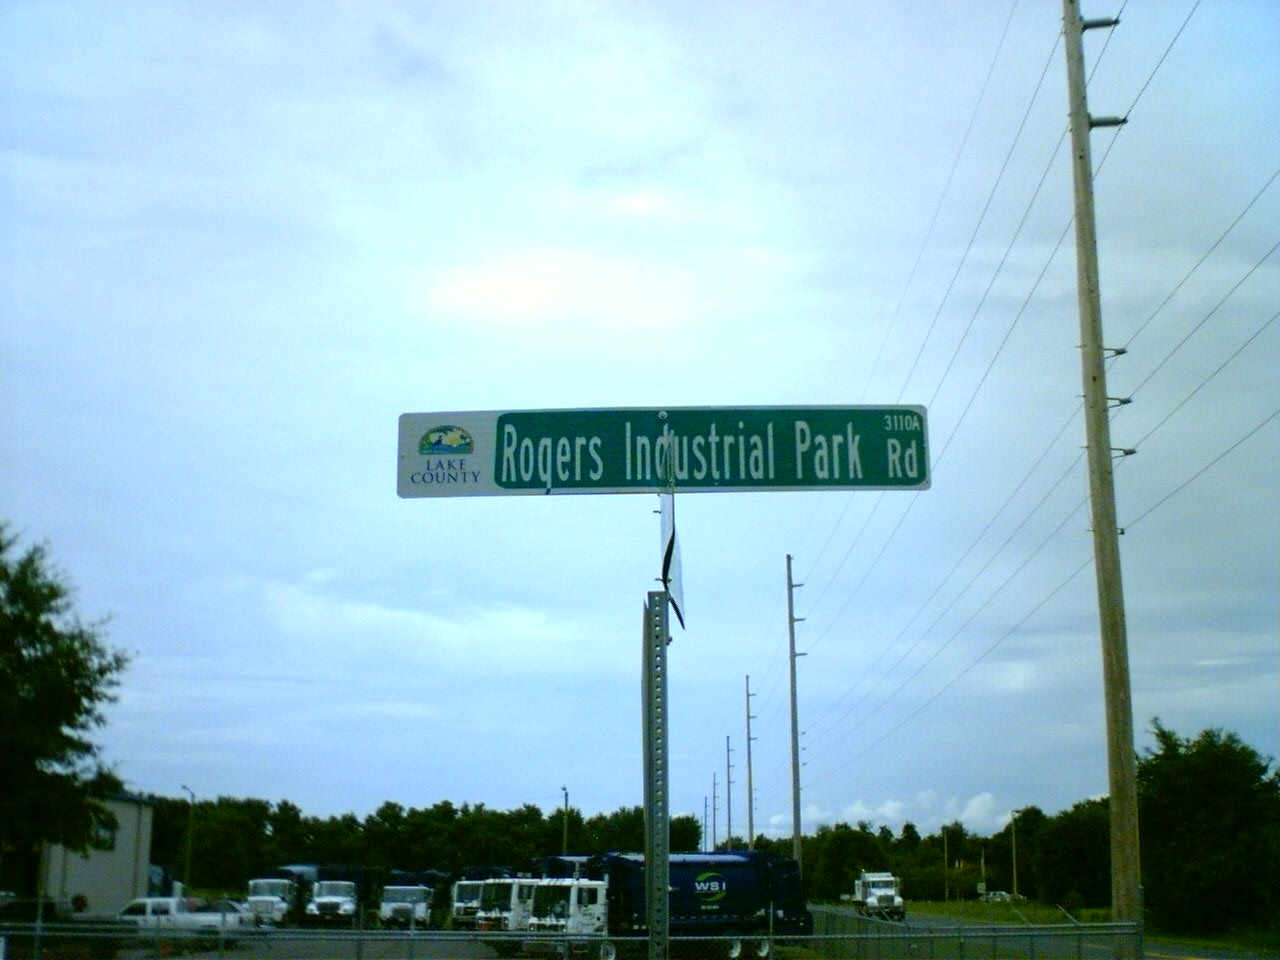 LAKE
COUNTY
Rogers Industrial Park Rd
3110A
WSI